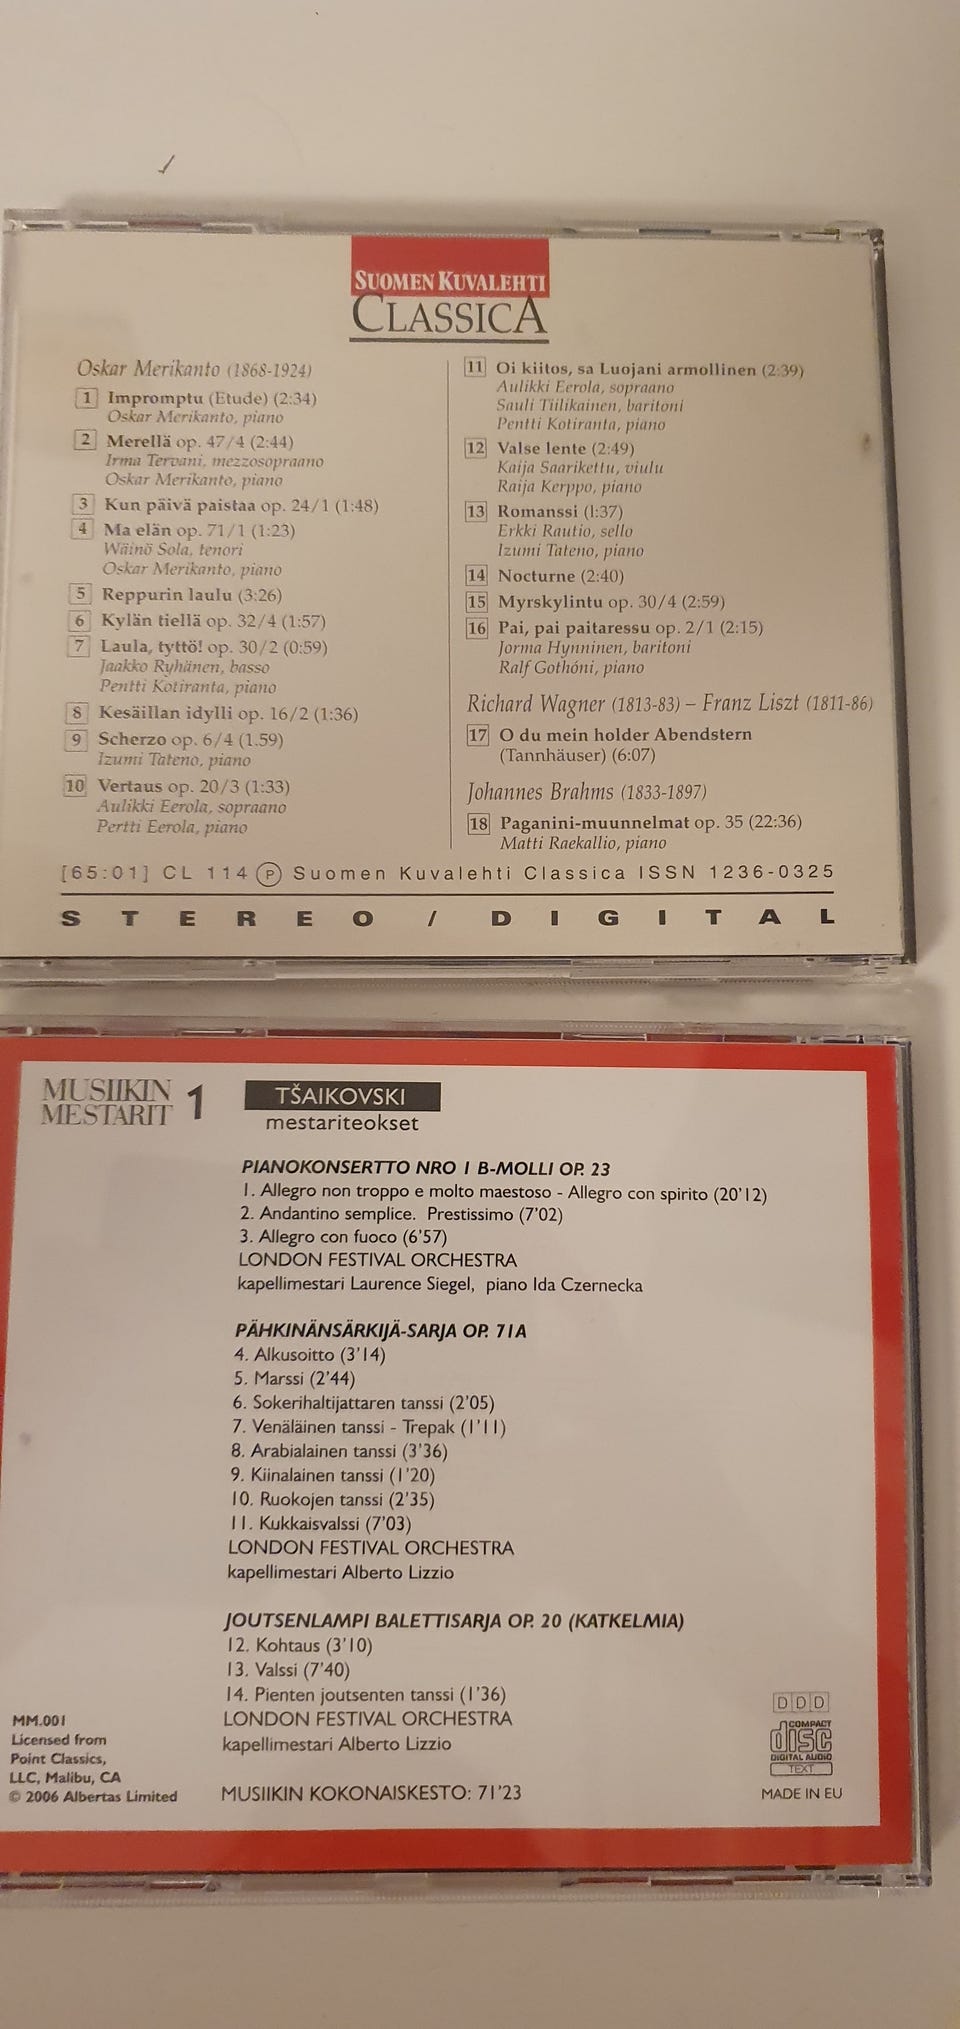 SUOMEN KUVALEHTI
CLASSICA
Oskar Merikanto (1868-1924)
1 Impromptu (Etude) (2:34)
Oskar Merikanto, piano
2 Merellä op. 47/4 (2:44)
Irma Tervani, mezzosopraano
Oskar Merikanto, piano
3 Kun päivä paistaa op. 24/1 (1:48)
4 Ma elän op. 71/1 (1:23)
Wäinö Sola, tenori
Oskar Merikanto, piano
5 Reppurin laulu (3:26)
6 Kylän tiellä op. 32/4 (1:57)
7 Laula, tyttö! op. 30/2 (0:59)
Jaakko Ryhänen, basso
Pentti Kotiranta, piano
8 Kesäillan idylli op. 16/2 (1:36)
9 Scherzo op. 6/4 (1.59)
Izumi Tateno, piano
10 Vertaus op. 20/3 (1:33)
Aulikki Eerola, sopraano
Pertti Eerola, piano
11 Oi kiitos, sa Luojani armollinen (2:39)
Aulikki Eerola, sopraano
Sauli Tiilikainen, baritoni
Pentti Kotiranta, piano
12 Valse lente (2:49)
Kaija Saarikettu, viulu
Raija Kerppo, piano
13 Romanssi (l:37)
Erkki Rautio, sello
Izumi Tateno, piano
14 Nocturne (2:40)
15 Myrskylintu op. 30/4 (2:59)
16 Pai, pai paitaressu op. 2/1 (2:15)
Jorma Hynninen, baritoni
Ralf Gothóni, piano
Richard Wagner (1813-83) – Franz Liszt (1811-86)
17 O du mein holder Abendstern
(Tannhäuser) (6:07)
Johannes Brahms (1833-1897)
18 Paganini-muunnelmat op. 35 (22:36)
Matti Raekallio, piano
[65:01] CL 114 Ⓟ Suomen Kuvalehti Classica ISSN 1236-0325
STEREO / DIGITAL
MUSIIKIN
MESTARIT 1
TŠAIKOVSKI
mestariteokset
PIANOKONSERTTO NRO 1 B-MOLLI OP. 23
1. Allegro non troppo e molto maestoso - Allegro con spirito (20'12)
2. Andantino semplice. Prestissimo (7'02)
3. Allegro con fuoco (6'57)
LONDON FESTIVAL ORCHESTRA
kapellimestari Laurence Siegel, piano Ida Czernecka
PÄHKINÄNSÄRKIJÄ-SARJA OP. 71A
4. Alkusoitto (3'14)
5. Marssi (2'44)
6. Sokerihaltijattaren tanssi (2'05)
7. Venäläinen tanssi - Trepak (1'11)
8. Arabialainen tanssi (3'36)
9. Kiinalainen tanssi (1'20)
10. Ruokojen tanssi (2'35)
11. Kukkaisvalssi (7'03)
LONDON FESTIVAL ORCHESTRA
kapellimestari Alberto Lizzio
JOUTSENLAMPI BALETTISARJA OP. 20 (KATKELMIA)
12. Kohtaus (3'10)
13. Valssi (7'40)
14. Pienten joutsenten tanssi (1'36)
LONDON FESTIVAL ORCHESTRA
kapellimestari Alberto Lizzio
MUSIIKIN KOKONAISKESTO: 71'23
MM.001
Licensed from
Point Classics,
LLC, Malibu, CA
© 2006 Albertas Limited
DDD
COMPACT
disc
DIGITAL AUDIO
TEXT
MADE IN EU